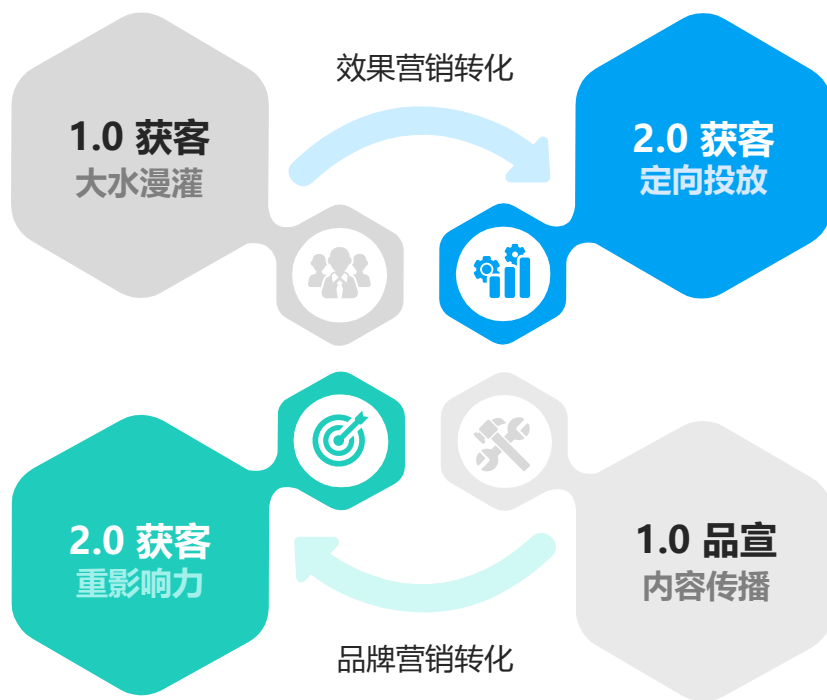 效果营销转化
1.0 获客
大水漫灌
2.0 获客
定向投放
2.0 获客
重影响力
1.0 品宣
内容传播
品牌营销转化